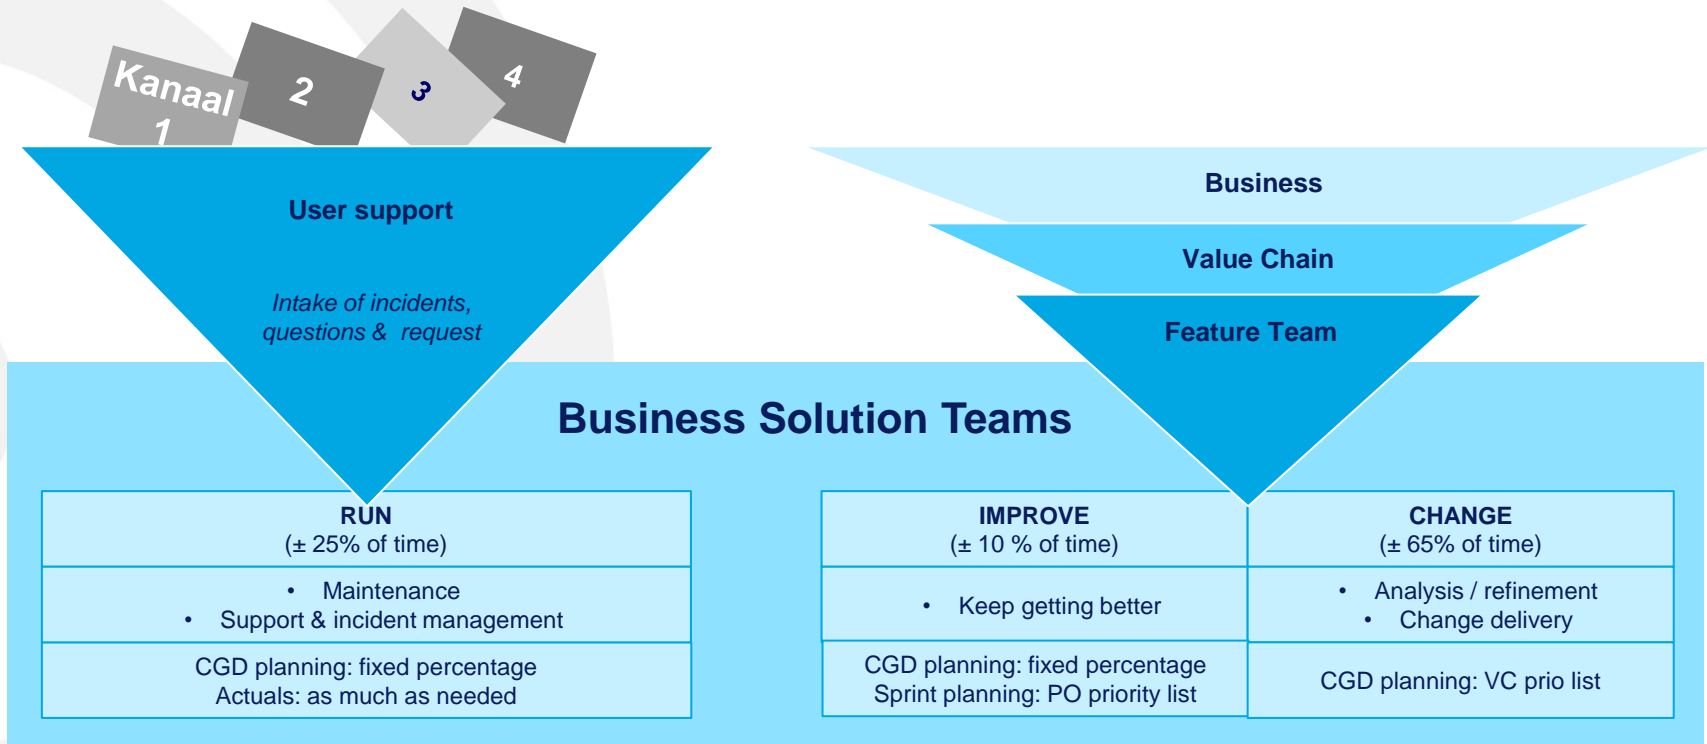 Kanaal
1
2
3
4
User support
Intake of incidents,
questions & request
Business
Value Chain
Feature Team
Business Solution Teams
RUN
(± 25% of time)
• Maintenance
• Support & incident management
CGD planning: fixed percentage
Actuals: as much as needed
IMPROVE
(± 10 % of time)
• Keep getting better
CGD planning: fixed percentage
Sprint planning: PO priority list
CHANGE
(± 65% of time)
• Analysis / refinement
• Change delivery
CGD planning: VC prio list